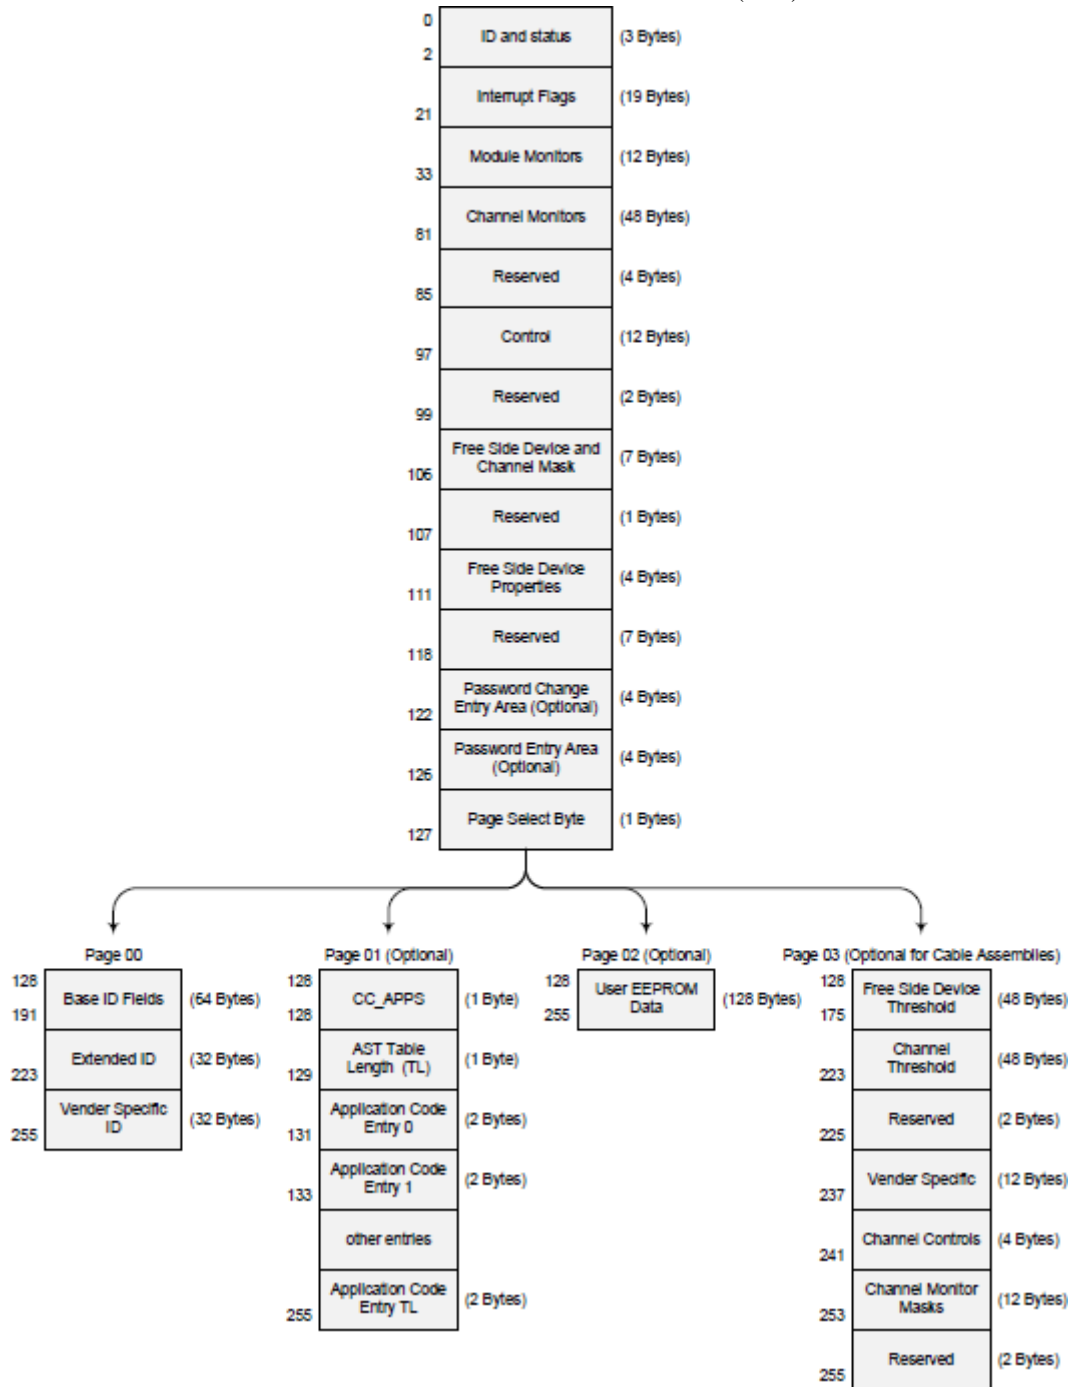 0
ID and status (3 Bytes)
2
Interrupt Flags (19 Bytes)
21
Module Monitors (12 Bytes)
33
Channel Monitors (48 Bytes)
81
Reserved (4 Bytes)
85
Control (12 Bytes)
97
Reserved (2 Bytes)
99
Free Side Device and
Channel Mask
(7 Bytes)
106
Reserved (1 Bytes)
107
Free Side Device
Properties
(4 Bytes)
111
Reserved (7 Bytes)
118
Password Change
Entry Area (Optional)
(4 Bytes)
122
Password Entry Area
(Optional)
(4 Bytes)
126
Page Select Byte (1 Bytes)
127
Page 00
128
Base ID Fields (64 Bytes)
191
Extended ID (32 Bytes)
223
Vender Specific
ID
(32 Bytes)
255
Page 01 (Optional)
128
CC_APPS (1 Byte)
128
AST Table
Length (TL)
(1 Byte)
129
Application Code
Entry 0
(2 Bytes)
131
Application Code
Entry 1
(2 Bytes)
133
other entries
Application Code
Entry TL
(2 Bytes)
255
Page 02 (Optional)
128
User EEPROM
Data
(128 Bytes)
255
Page 03 (Optional for Cable Assemblies)
128
Free Side Device
Threshold
(48 Bytes)
175
Channel
Threshold
(48 Bytes)
223
Reserved (2 Bytes)
225
Vender Specific (12 Bytes)
237
Channel Controls (4 Bytes)
241
Channel Monitor
Masks
(12 Bytes)
253
Reserved (2 Bytes)
255